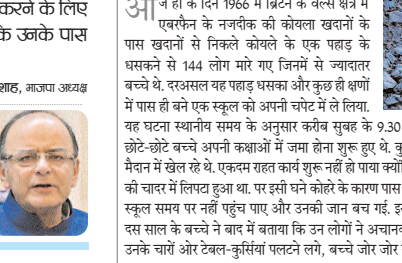 करने के लिए
के उनके पास
शाह, भाजपा अध्यक्ष
आज ही के दिन 1966 में ब्रिटेन के वेल्स क्षेत्र में
एबरफैन के नजदीक की कोयला खदानों के
पास खदानों से निकले कोयले के एक पहाड़ के
धसकने से 144 लोग मारे गए जिनमें से ज्यादातर
बच्चे थे. दरअसल यह पहाड़ धसका और कुछ ही क्षणों
में पास ही बने एक स्कूल को अपनी चपेट में ले लिया.
यह घटना स्थानीय समय के अनुसार करीब सुबह के 9.30
छोटे-छोटे बच्चे अपनी कक्षाओं में जमा होना शुरू हुए थे.
मैदान में खेल रहे थे. एकदम राहत कार्य शुरू नहीं हो पाया
की चादर में लिपटा हुआ था. पर इसी घने कोहरे के कारण पास
स्कूल समय पर नहीं पहुंच पाए और उनकी जान बच गई.
दस साल के बच्चे ने बाद में बताया कि उन लोगों ने
उनके चारों ओर टेबल-कुर्सियां पलटने लगे, बच्चे जोर जोर